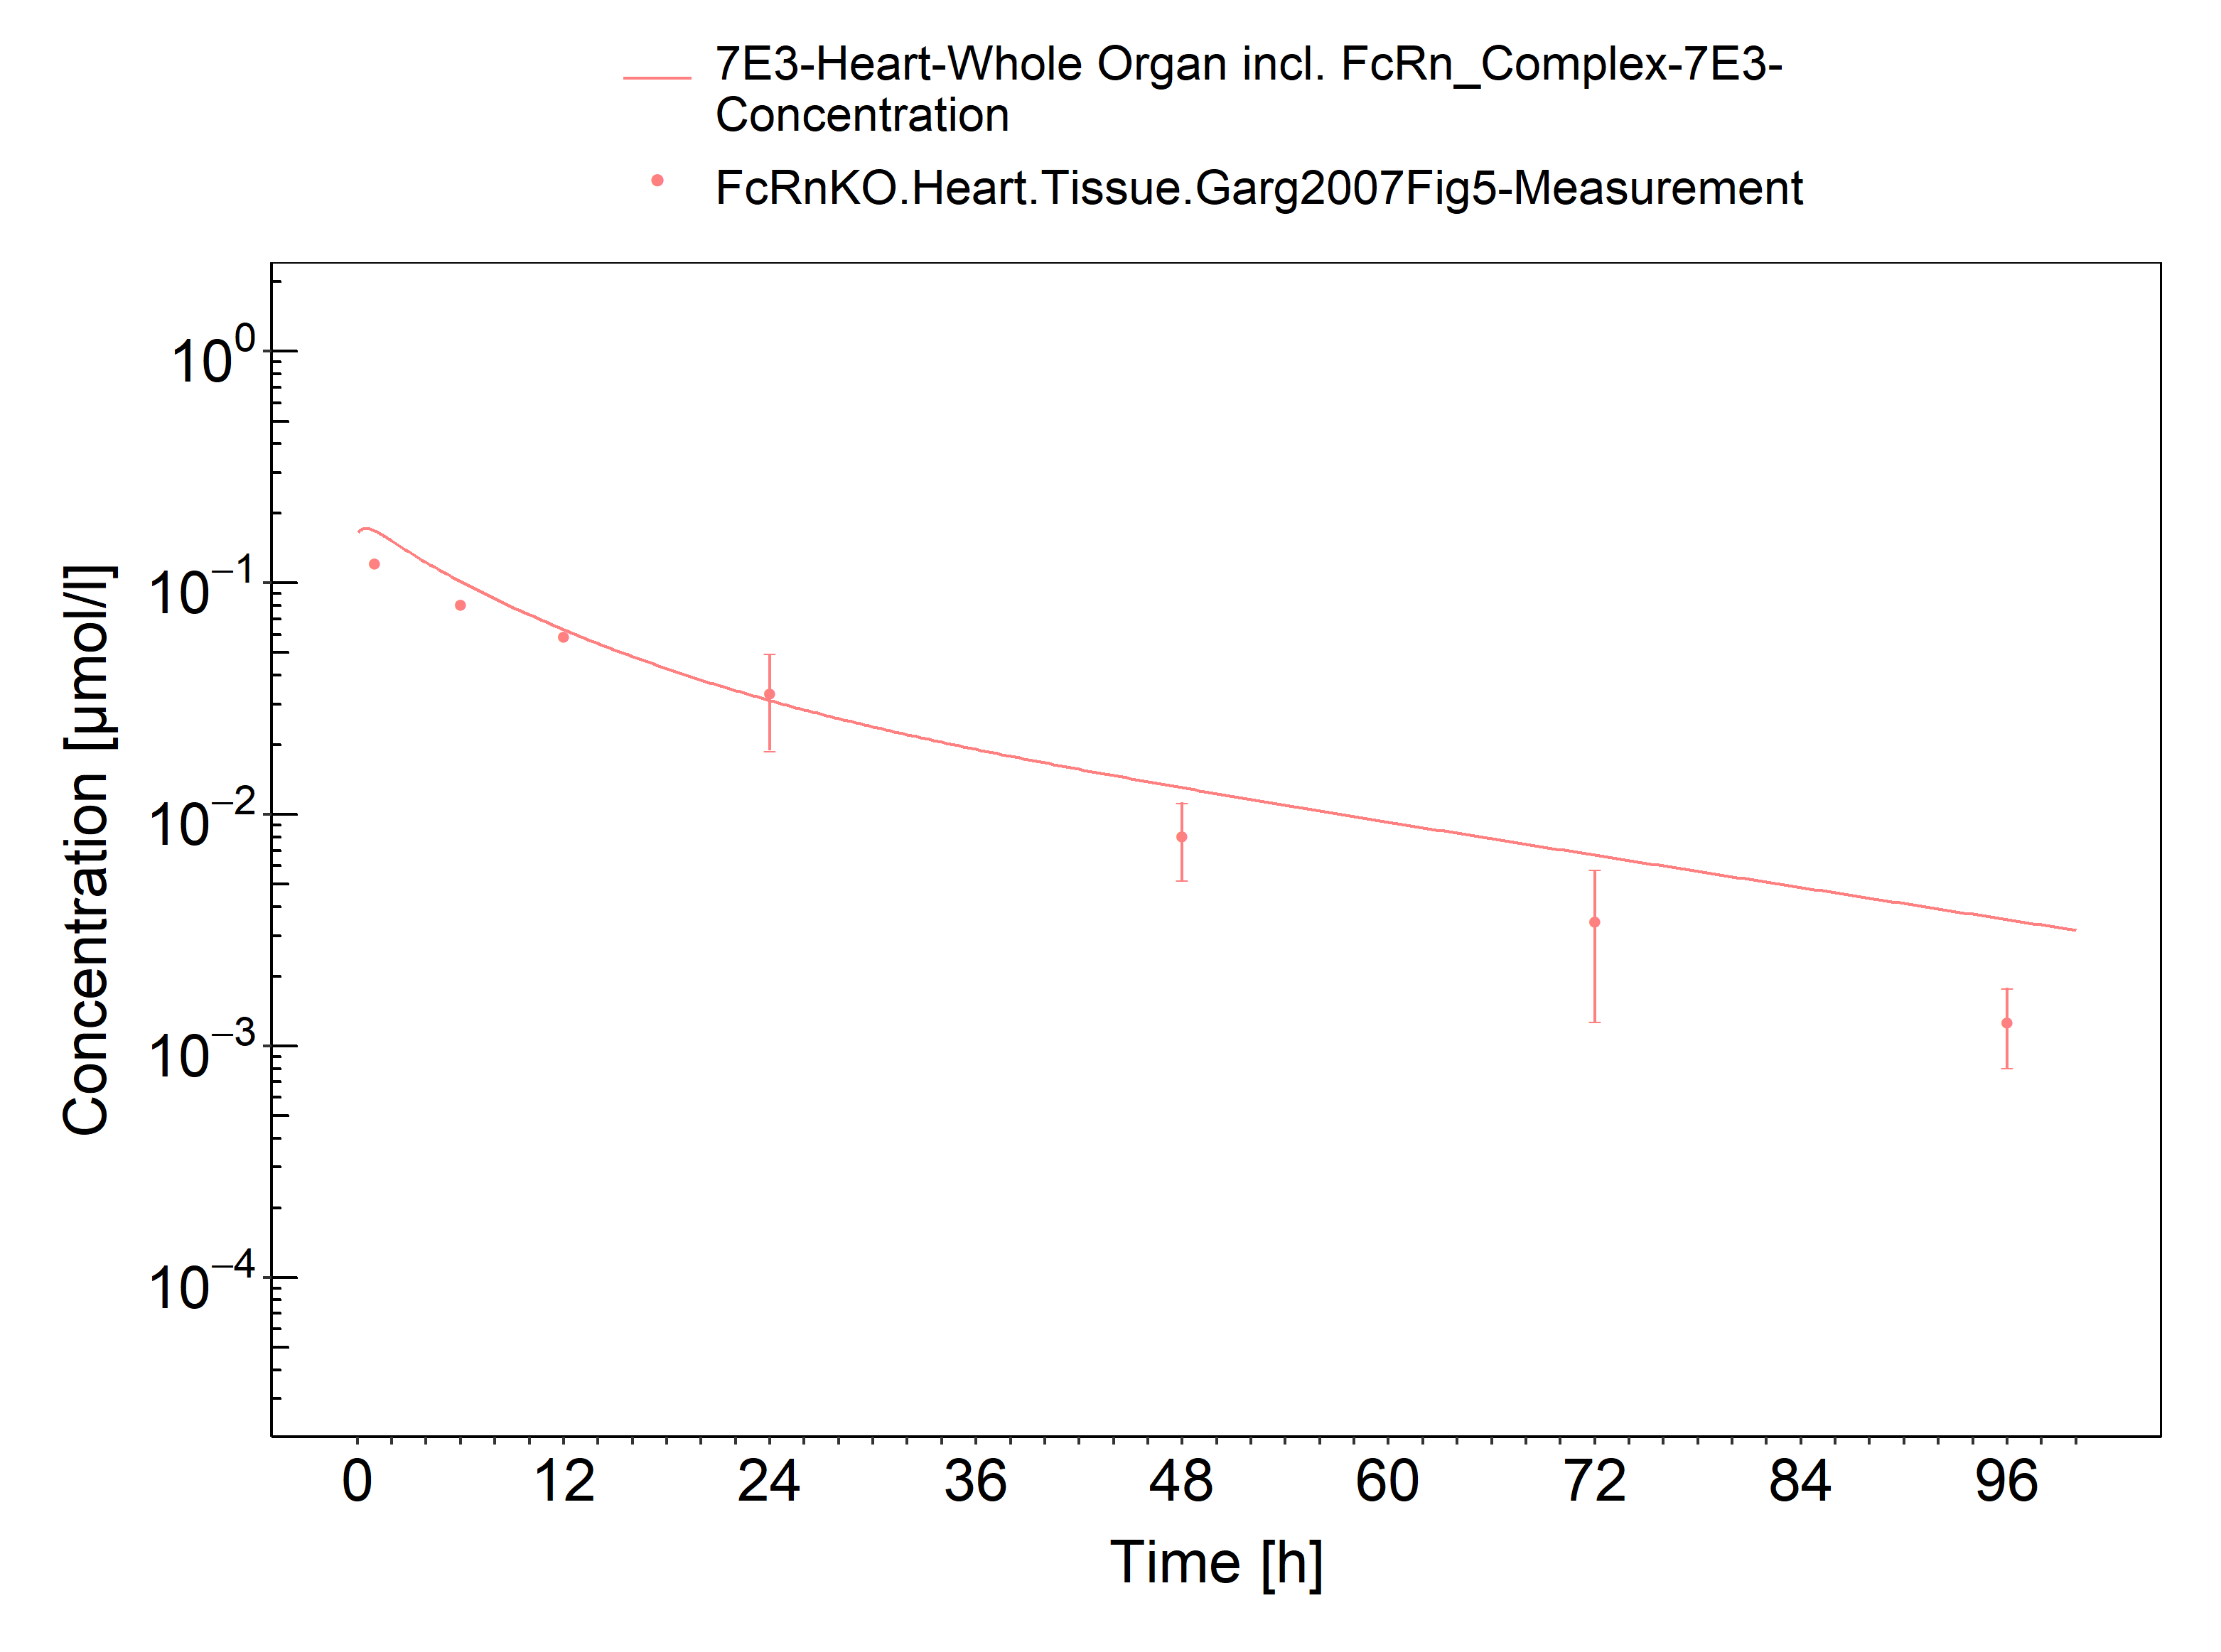 7E3-Heart-Whole Organ incl. FcRn_Complex-7E3-
Concentration
FcRnKO.Heart.Tissue.Garg2007Fig5-Measurement
Concentration [µmol/l]
10⁰
10⁻¹
10⁻²
10⁻³
10⁻⁴
0 12 24 36 48 60 72 84 96
Time [h]